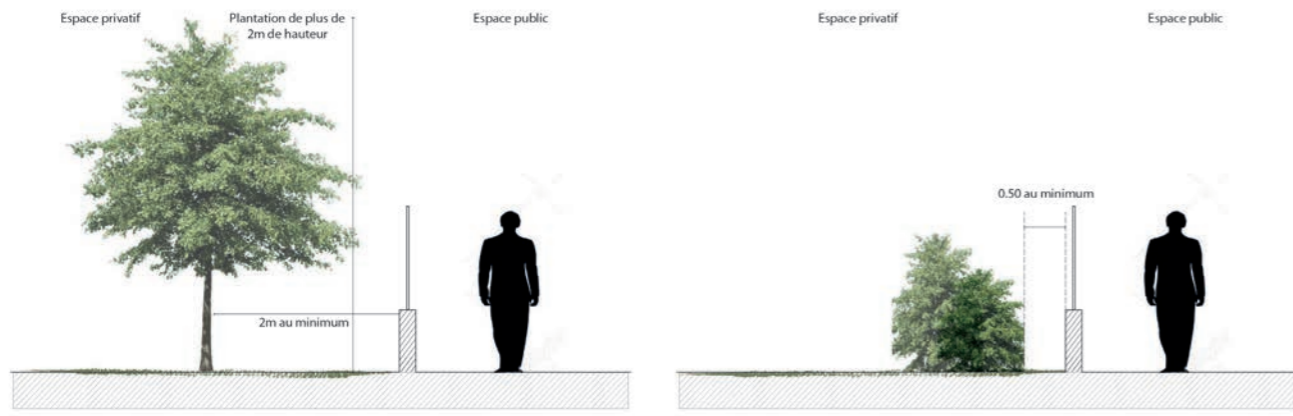 Espace privatif
Plantation de plus de
2m de hauteur
Espace public
2m au minimum
Espace privatif
Espace public
0.50 au minimum